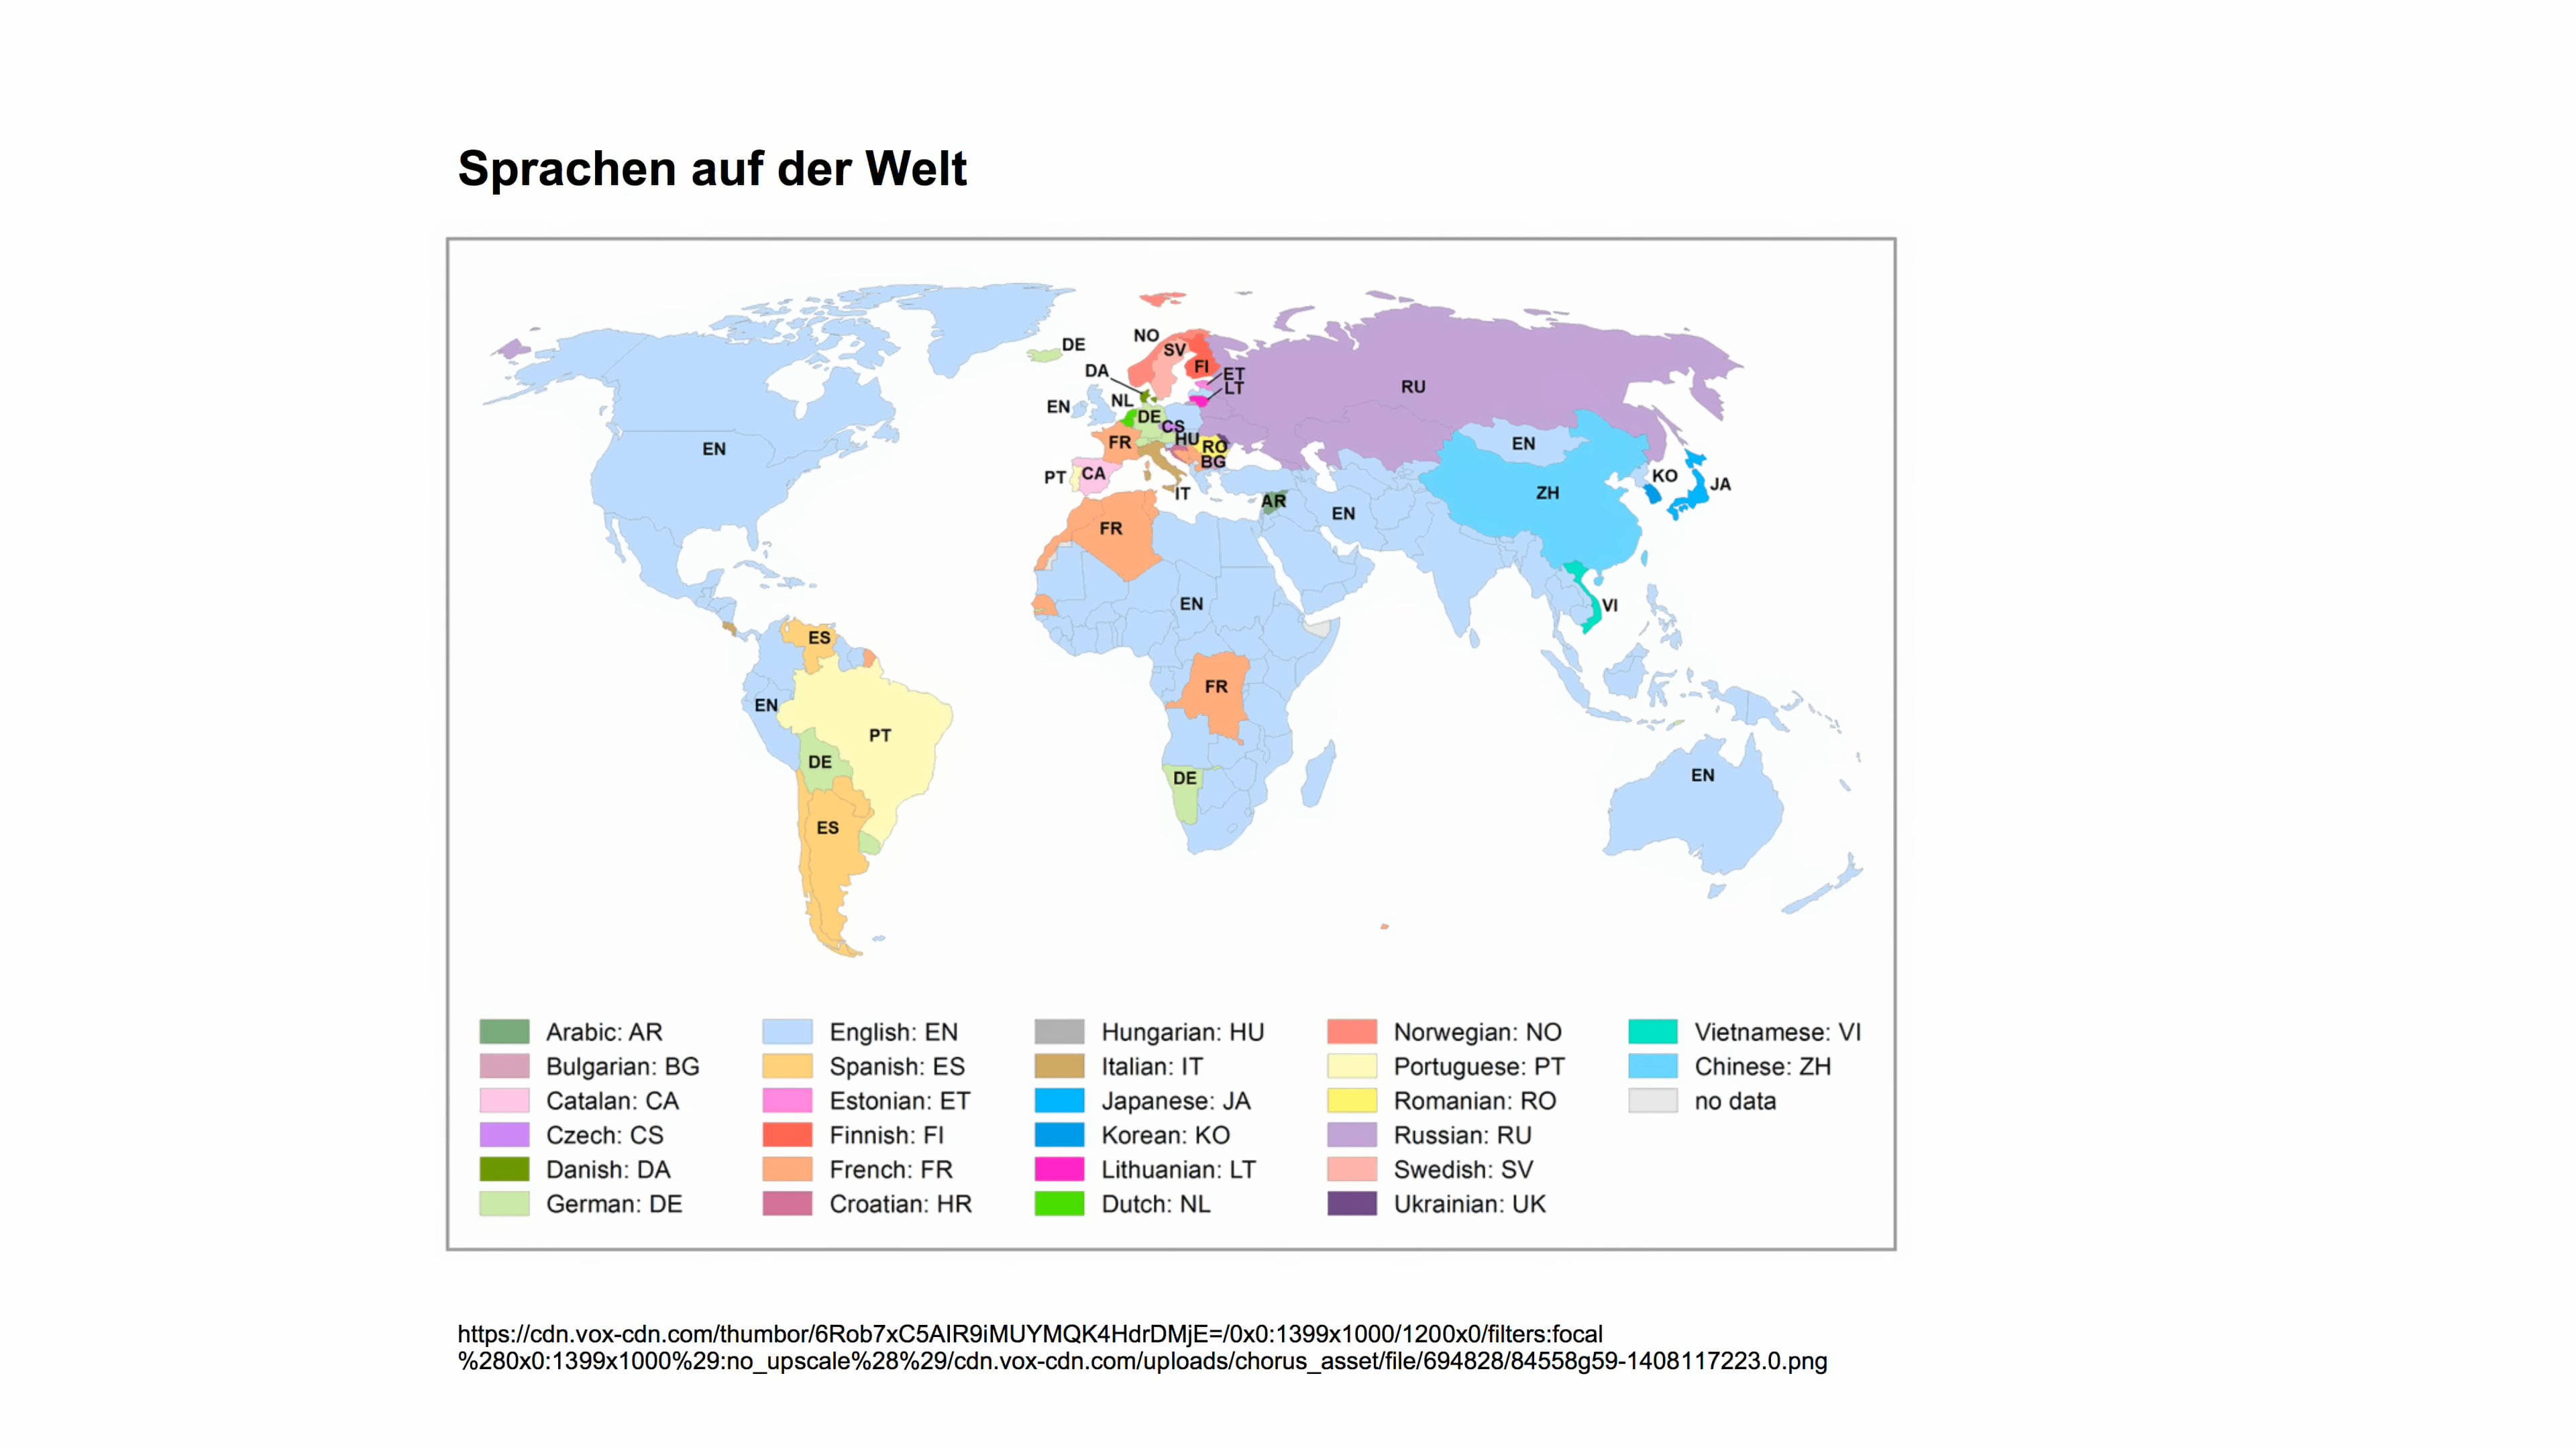 Sprachen auf der Welt
NO
SV
DE
FI
DA
ET
LT
RU
NL
EN
DE
CS
HU
EN
FR
RO
EN
BG
PT
CA
KO
JA
IT
ZH
AR
EN
FR
EN
VI
ES
FR
EN
PT
DE
DE
EN
ES
Arabic: AR
Bulgarian: BG
Catalan: CA
Czech: CS
Danish: DA
German: DE
English: EN
Spanish: ES
Estonian: ET
Finnish: FI
French: FR
Croatian: HR
Hungarian: HU
Italian: IT
Japanese: JA
Korean: KO
Lithuanian: LT
Dutch: NL
Norwegian: NO
Portuguese: PT
Romanian: RO
Russian: RU
Swedish: SV
Ukrainian: UK
Vietnamese: VI
Chinese: ZH
no data
https://cdn.vox-cdn.com/thumbor/6Rob7xC5AIR9iMUYMQK4HdrDMjE=/0x0:1399x1000/1200x0/filters:focal
%280x0:1399x1000%29:no_upscale%28%29/cdn.vox-cdn.com/uploads/chorus_asset/file/694828/84558g59-1408117223.0.png